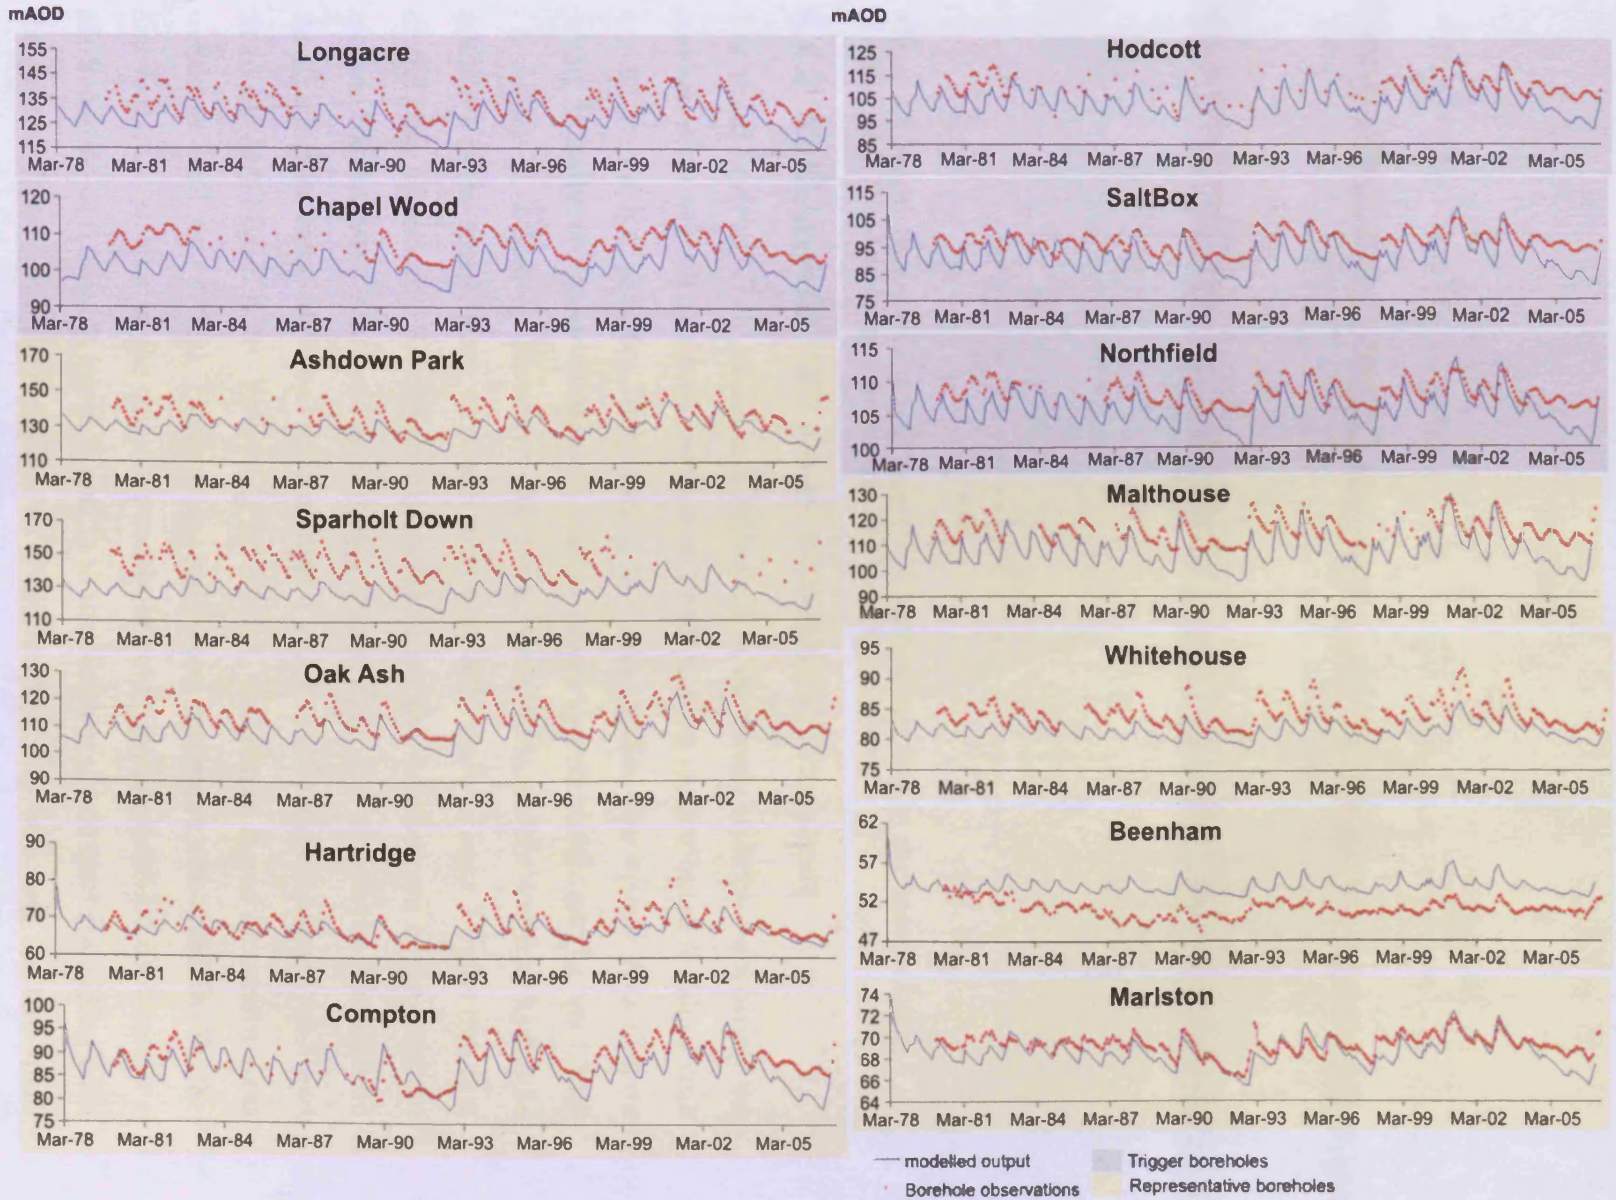 mAOD
Longacre
155
145
135
125
115
Mar-78 Mar-81 Mar-84 Mar-87 Mar-90 Mar-93 Mar-96 Mar-99 Mar-02 Mar-05
Chapel Wood
120
110
100
90
Mar-78 Mar-81 Mar-84 Mar-87 Mar-90 Mar-93 Mar-96 Mar-99 Mar-02 Mar-05
Ashdown Park
170
150
130
110
Mar-78 Mar-81 Mar-84 Mar-87 Mar-90 Mar-93 Mar-96 Mar-99 Mar-02 Mar-05
Sparholt Down
170
150
130
110
Mar-78 Mar-81 Mar-84 Mar-87 Mar-90 Mar-93 Mar-96 Mar-99 Mar-02 Mar-05
Oak Ash
130
120
110
100
90
Mar-78 Mar-81 Mar-84 Mar-87 Mar-90 Mar-93 Mar-96 Mar-99 Mar-02 Mar-05
Hartridge
90
80
70
60
Mar-78 Mar-81 Mar-84 Mar-87 Mar-90 Mar-93 Mar-96 Mar-99 Mar-02 Mar-05
Compton
100
95
90
85
80
75
Mar-78 Mar-81 Mar-84 Mar-87 Mar-90 Mar-93 Mar-96 Mar-99 Mar-02 Mar-05
mAOD
Hodcott
125
115
105
95
85
Mar-78 Mar-81 Mar-84 Mar-87 Mar-90 Mar-93 Mar-96 Mar-99 Mar-02 Mar-05
SaltBox
115
105
95
85
75
Mar-78 Mar-81 Mar-84 Mar-87 Mar-90 Mar-93 Mar-96 Mar-99 Mar-02 Mar-05
Northfield
115
110
105
100
Mar-78 Mar-81 Mar-84 Mar-87 Mar-90 Mar-93 Mar-96 Mar-99 Mar-02 Mar-05
Malthouse
130
120
110
100
90
Mar-78 Mar-81 Mar-84 Mar-87 Mar-90 Mar-93 Mar-96 Mar-99 Mar-02 Mar-05
Whitehouse
95
90
85
80
75
Mar-78 Mar-81 Mar-84 Mar-87 Mar-90 Mar-93 Mar-96 Mar-99 Mar-02 Mar-05
Beenham
62
57
52
47
Mar-78 Mar-81 Mar-84 Mar-87 Mar-90 Mar-93 Mar-96 Mar-99 Mar-02 Mar-05
Marlston
74
72
70
68
66
64
Mar-78 Mar-81 Mar-84 Mar-87 Mar-90 Mar-93 Mar-96 Mar-99 Mar-02 Mar-05
modelled output
Trigger boreholes
Borehole observations
Representative boreholes